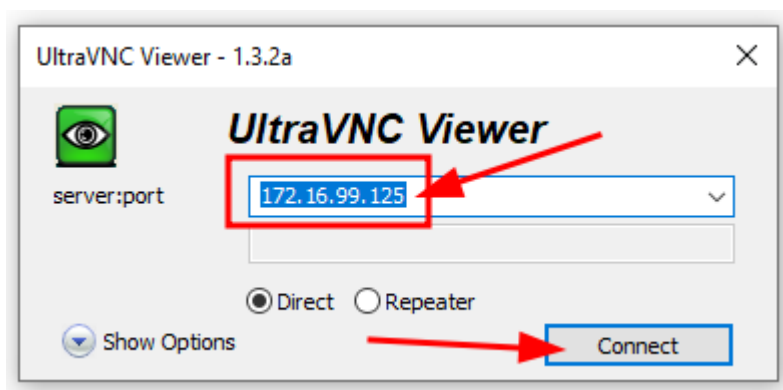 UltraVNC Viewer - 1.3.2a
UltraVNC Viewer
server:port 172.16.99.125
Direct Repeater
Show Options Connect